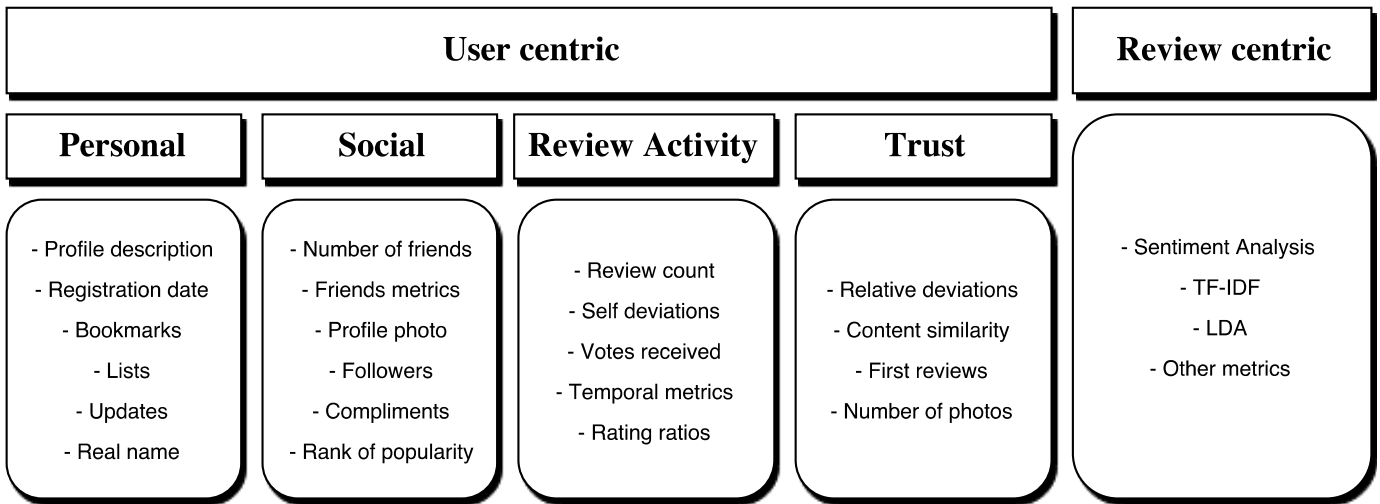 User centric
Review centric
Personal
Social
Review Activity
Trust
- Profile description
- Registration date
- Bookmarks
- Lists
- Updates
- Real name
- Number of friends
- Friends metrics
- Profile photo
- Followers
- Compliments
- Rank of popularity
- Review count
- Self deviations
- Votes received
- Temporal metrics
- Rating ratios
- Relative deviations
- Content similarity
- First reviews
- Number of photos
- Sentiment Analysis
- TF-IDF
- LDA
- Other metrics